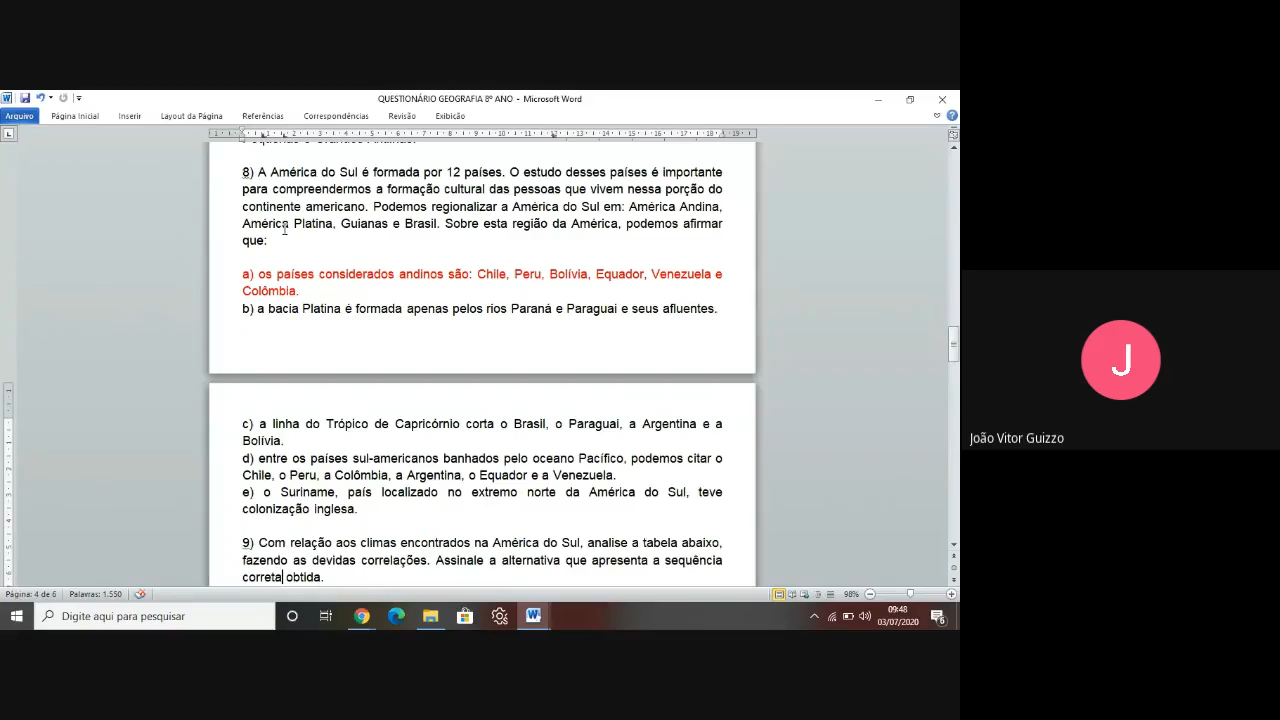 QUESTIONÁRIO GEOGRAFIA 8º ANO - Microsoft Word
Arquivo Página Inicial Inserir Layout da Página Referências Correspondências Revisão Exibição
8) A América do Sul é formada por 12 países. O estudo desses países é importante
para compreendermos a formação cultural das pessoas que vivem nessa porção do
continente americano. Podemos regionalizar a América do Sul em: América Andina,
América Platina, Guianas e Brasil. Sobre esta região da América, podemos afirmar
que:
a) os países considerados andinos são: Chile, Peru, Bolívia, Equador, Venezuela e
Colômbia.
b) a bacia Platina é formada apenas pelos rios Paraná e Paraguai e seus afluentes.
c) a linha do Trópico de Capricórnio corta o Brasil, o Paraguai, a Argentina e a
Bolívia.
d) entre os países sul-americanos banhados pelo oceano Pacífico, podemos citar o
Chile, o Peru, a Colômbia, a Argentina, o Equador e a Venezuela.
e) o Suriname, país localizado no extremo norte da América do Sul, teve
colonização inglesa.
9) Com relação aos climas encontrados na América do Sul, analise a tabela abaixo,
fazendo as devidas correlações. Assinale a alternativa que apresenta a sequência
correta obtida.
Página: 4 de 6 Palavras: 1.550 98%
Digite aqui para pesquisar
09:48
03/07/2020
6
J
João Vitor Guizzo